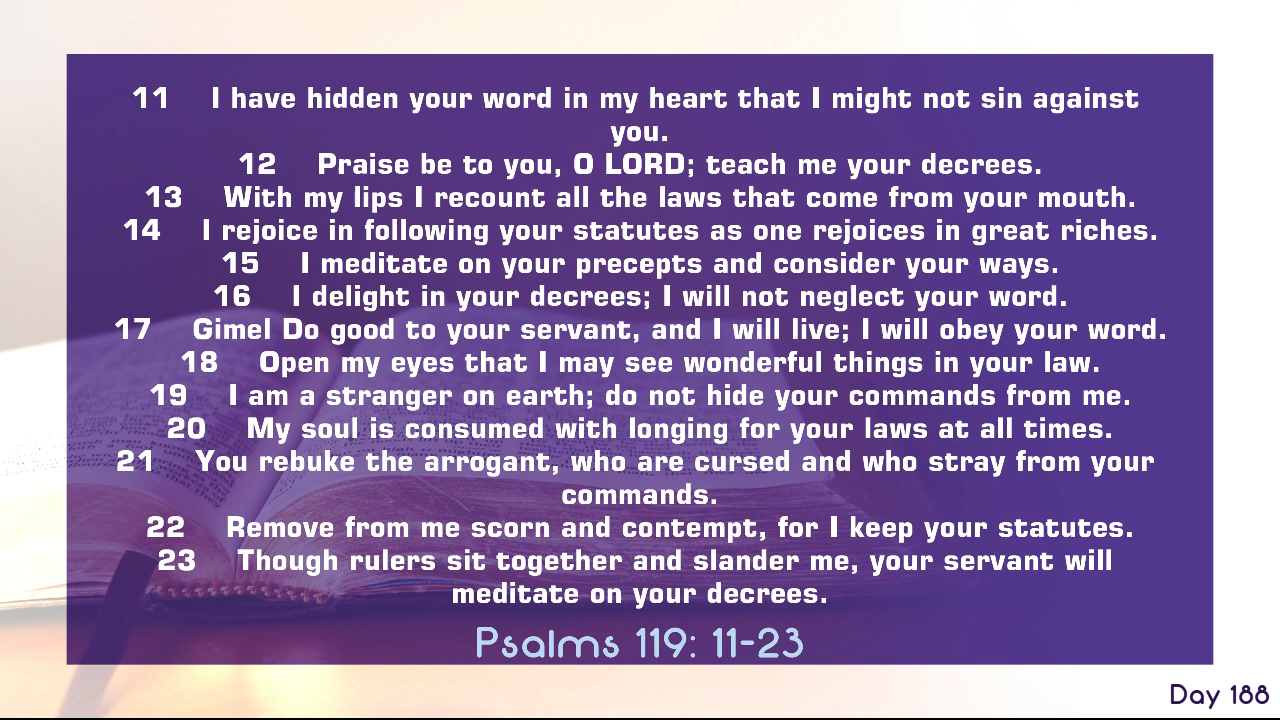 11 I have hidden your word in my heart that I might not sin against
you.
12 Praise be to you, O LORD; teach me your decrees.
13 With my lips I recount all the laws that come from your mouth.
14 I rejoice in following your statutes as one rejoices in great riches.
15 I meditate on your precepts and consider your ways.
16 I delight in your decrees; I will not neglect your word.
17 Gimel Do good to your servant, and I will live; I will obey your word.
18 Open my eyes that I may see wonderful things in your law.
19 I am a stranger on earth; do not hide your commands from me.
20 My soul is consumed with longing for your laws at all times.
21 You rebuke the arrogant, who are cursed and who stray from your
commands.
22 Remove from me scorn and contempt, for I keep your statutes.
23 Though rulers sit together and slander me, your servant will
meditate on your decrees.
Psalms 119: 11-23
Day 188